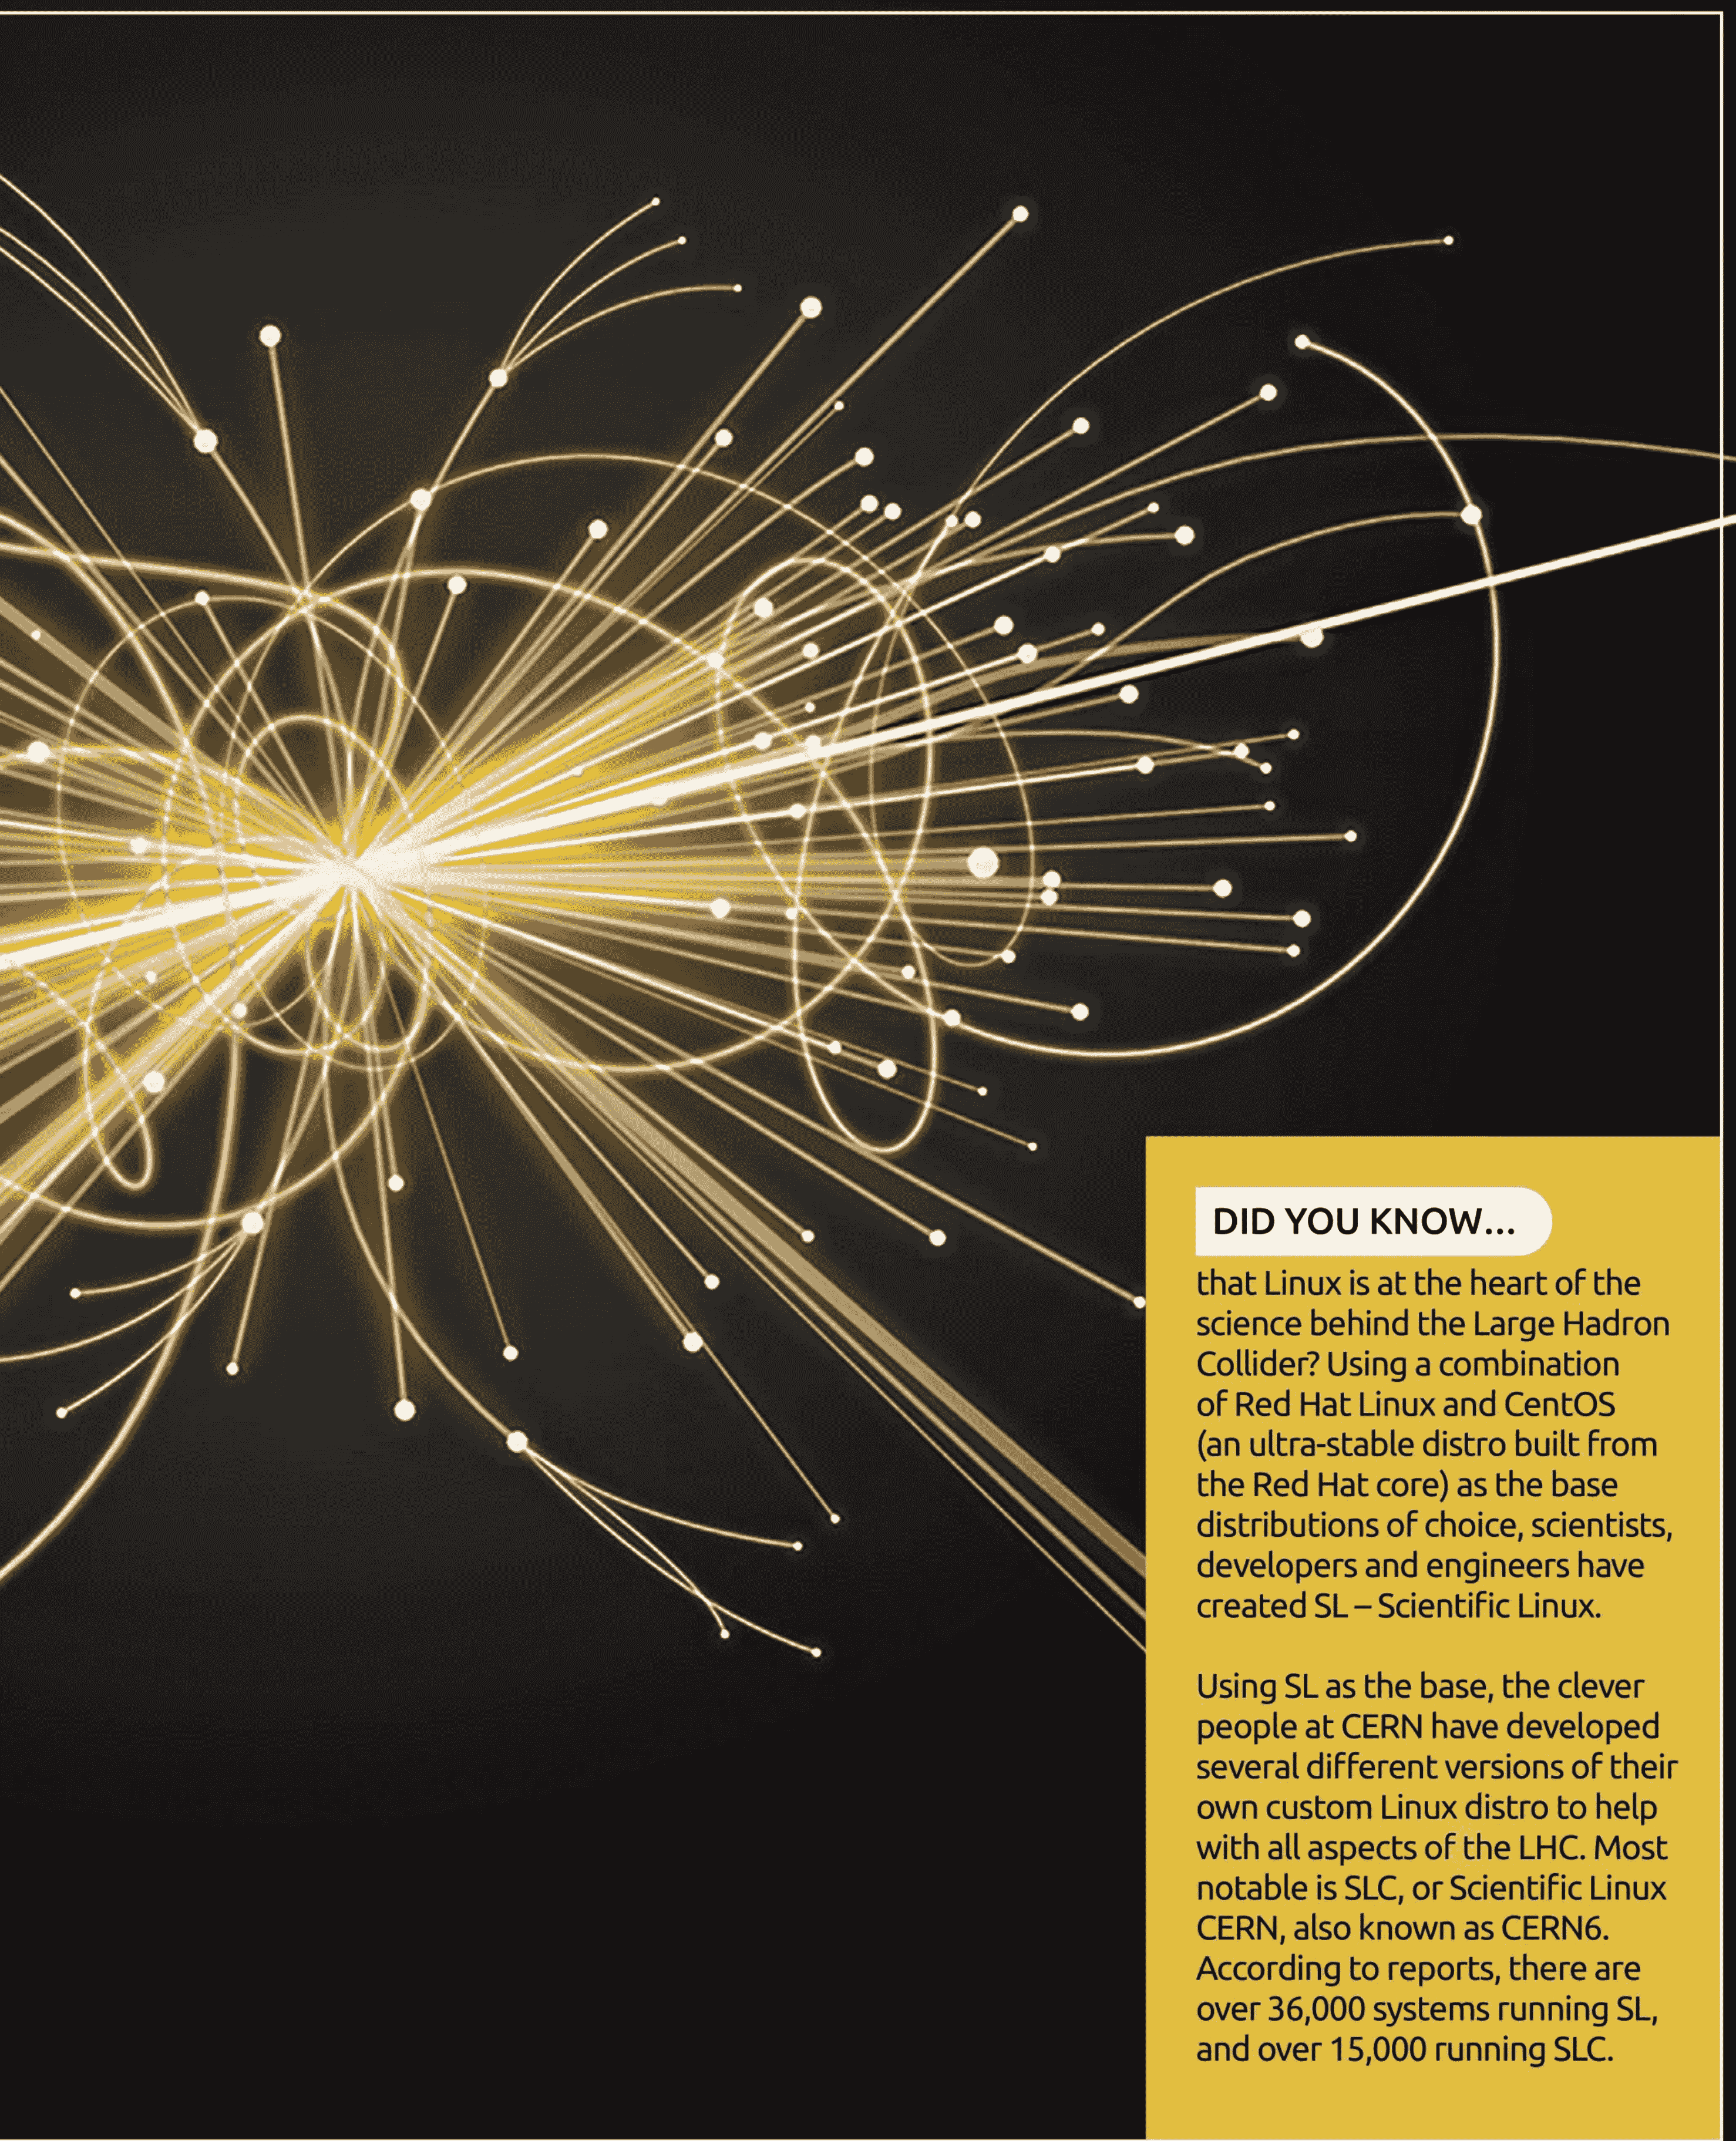 DID YOU KNOW...
that Linux is at the heart of the
science behind the Large Hadron
Collider? Using a combination
of Red Hat Linux and CentOS
(an ultra-stable distro built from
the Red Hat core) as the base
distributions of choice, scientists,
developers and engineers have
created SL – Scientific Linux.
Using SL as the base, the clever
people at CERN have developed
several different versions of their
own custom Linux distro to help
with all aspects of the LHC. Most
notable is SLC, or Scientific Linux
CERN, also known as CERN6.
According to reports, there are
over 36,000 systems running SL,
and over 15,000 running SLC.